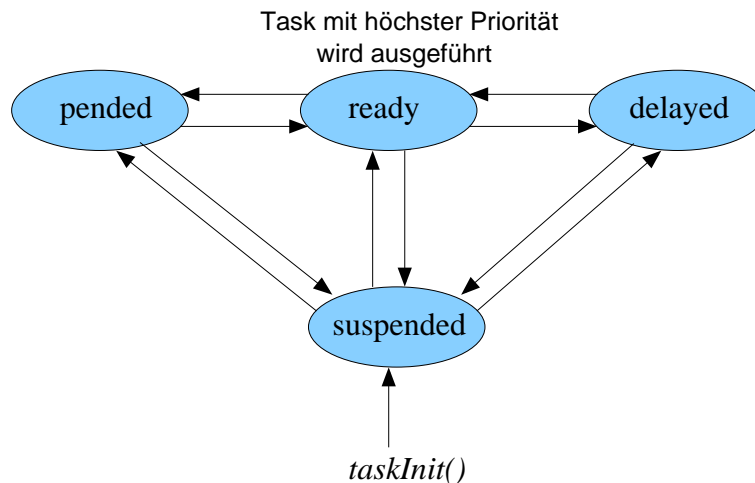 Task mit höchster Priorität
wird ausgeführt
pended
ready
delayed
suspended
taskInit()